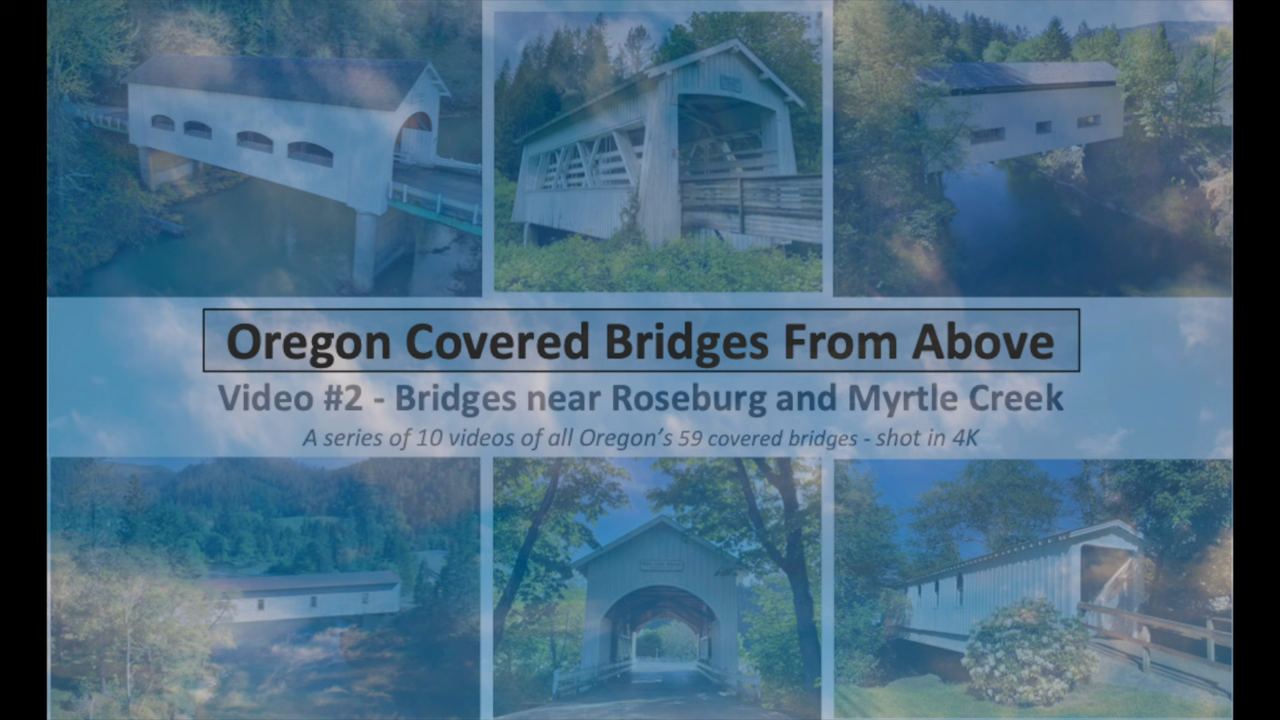 Oregon Covered Bridges From Above
Video #2 - Bridges near Roseburg and Myrtle Creek
A series of 10 videos of all Oregon's 59 covered bridges - shot in 4K